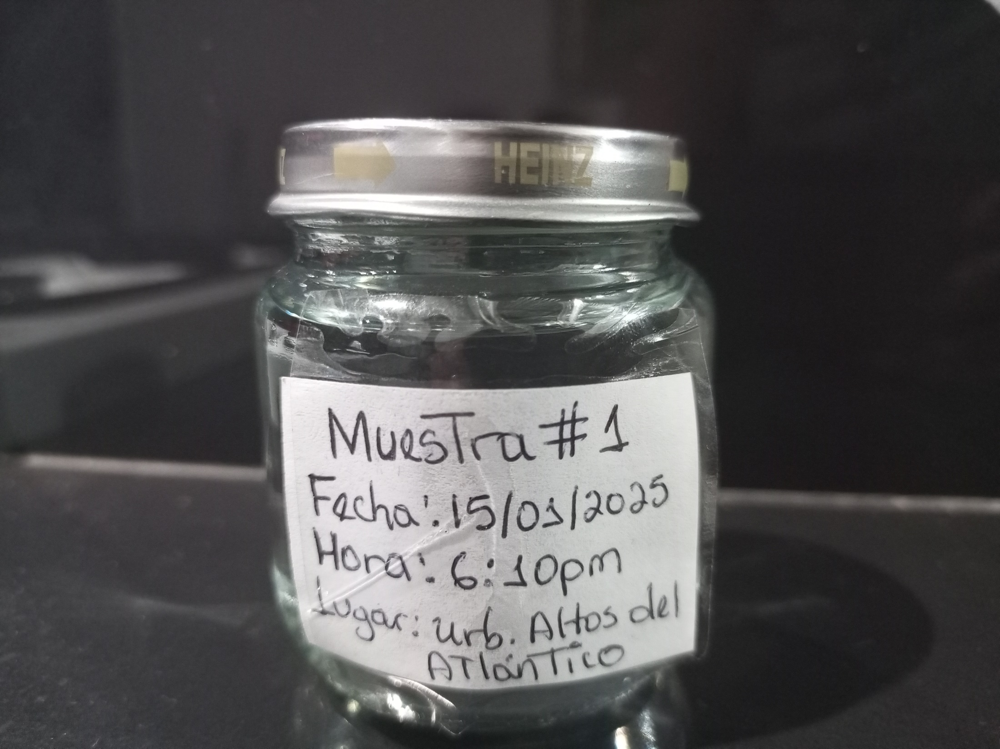 HEINZ
Muestra #1
Fecha: 15/01/2025
Hora: 6:10pm
Lugar: Urb. Altos del
Atlántico